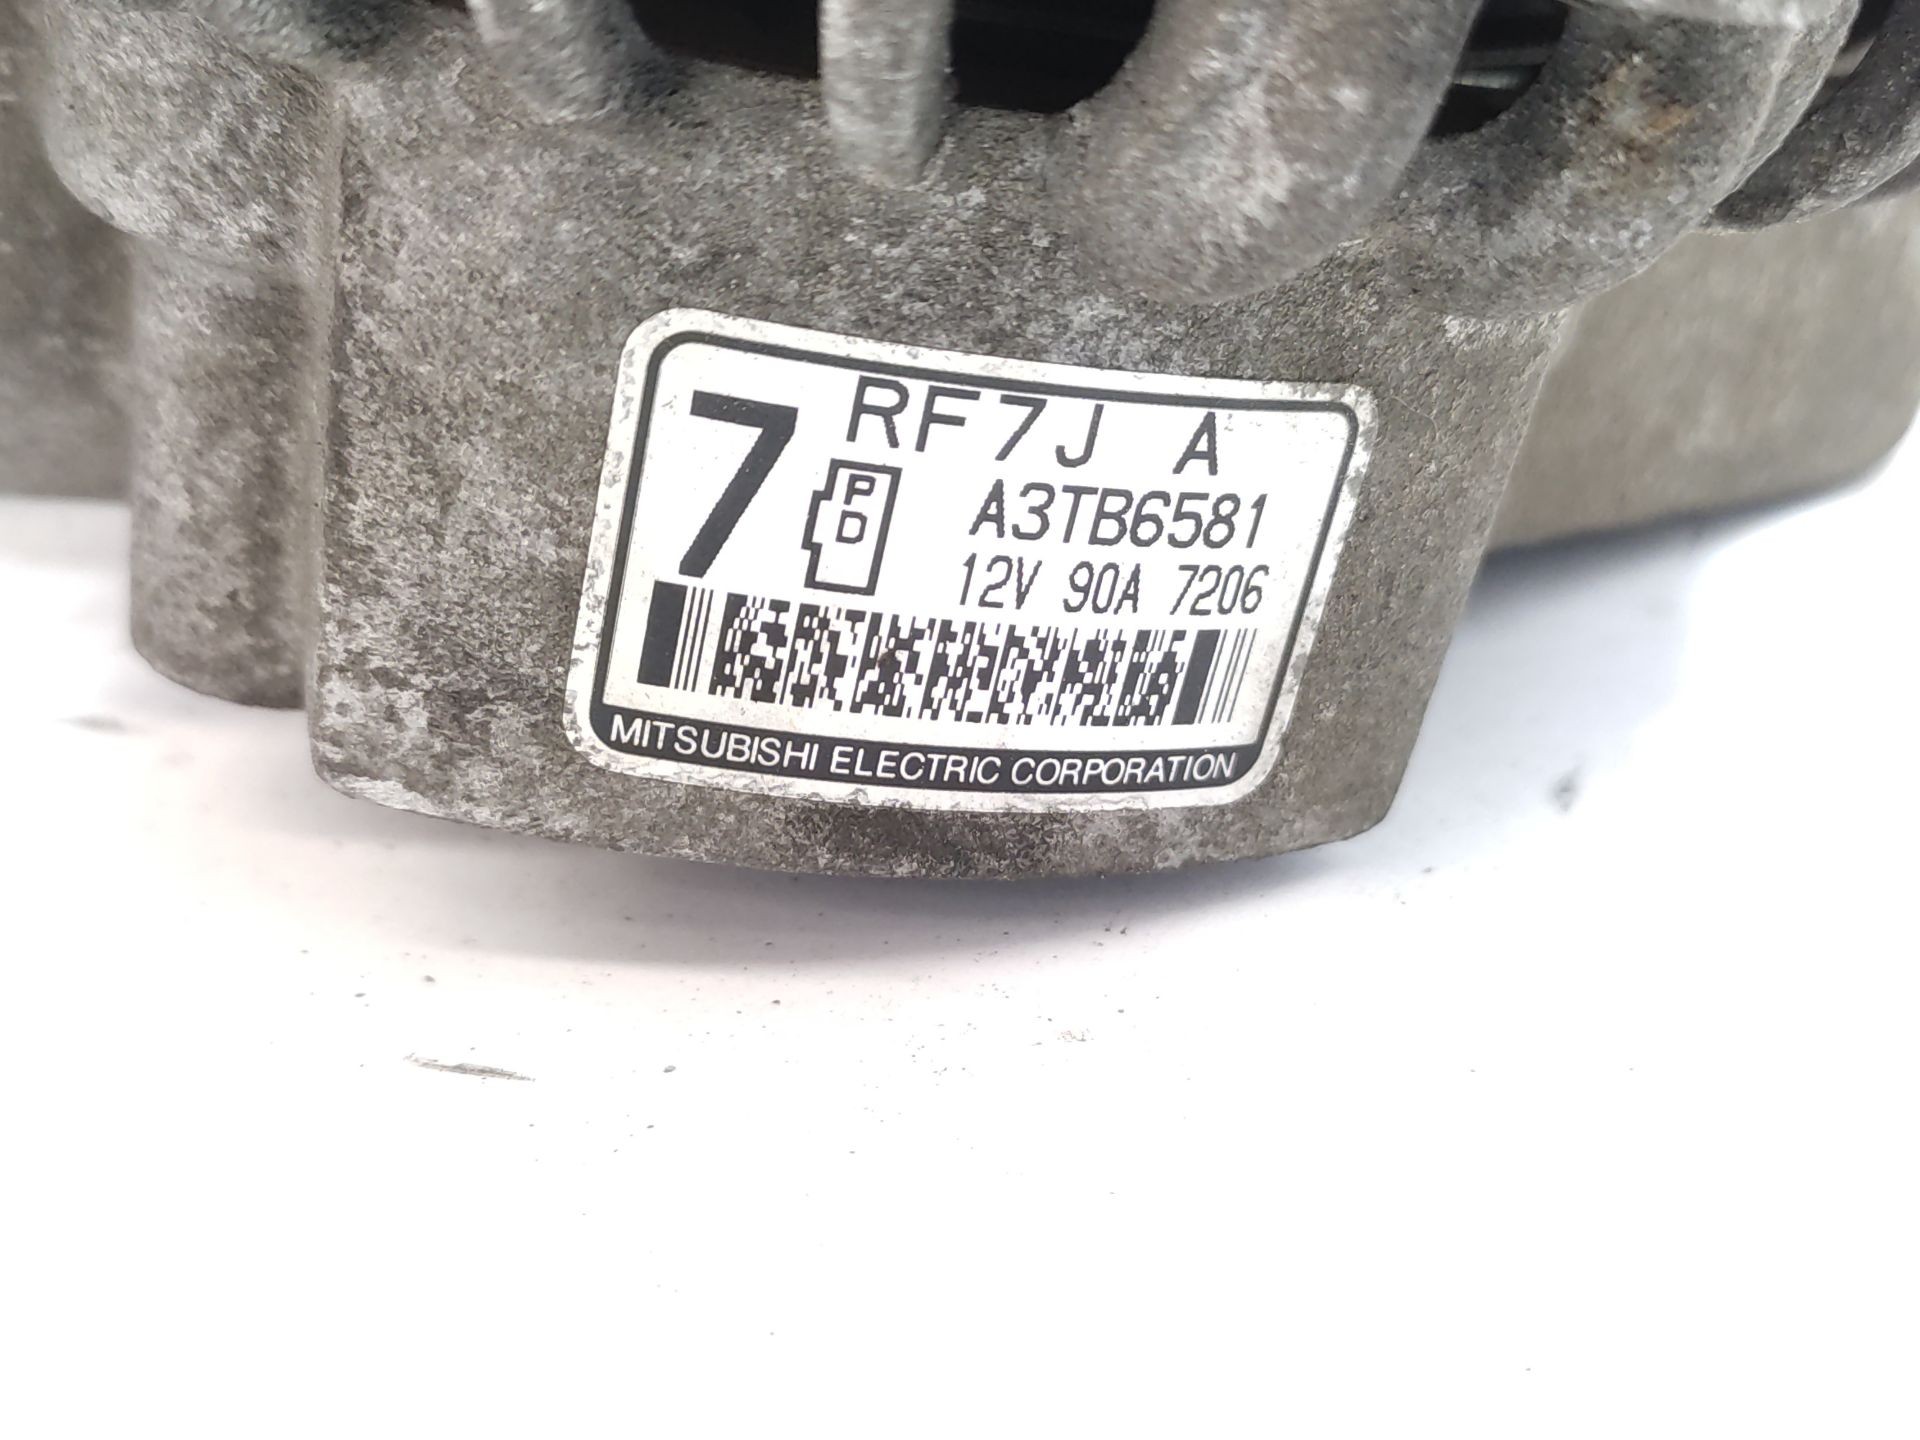 7 RF7J A
PD A3TB6581
12V 90A 7206
MITSUBISHI ELECTRIC CORPORATION